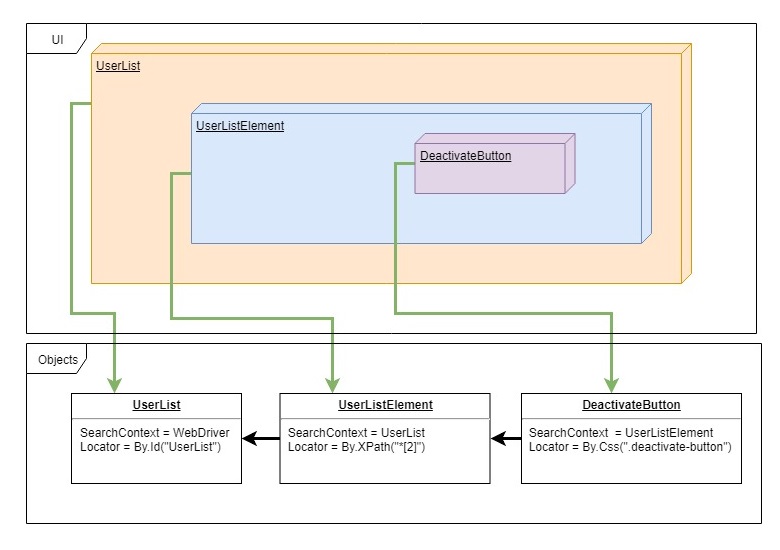 UI
UserList
UserListElement
DeactivateButton
Objects
UserList
SearchContext = WebDriver
Locator = By.Id("UserList")
UserListElement
SearchContext = UserList
Locator = By.XPath("*[2]")
DeactivateButton
SearchContext  = UserListElement
Locator = By.Css(".deactivate-button")